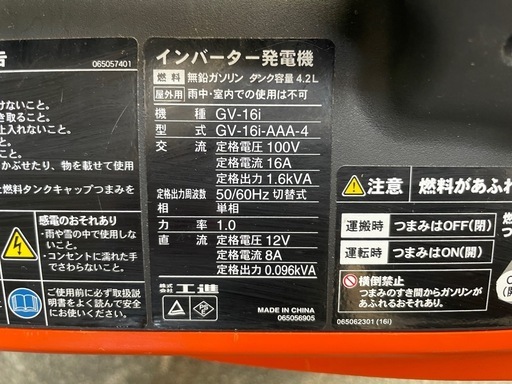 告
065057401
けないこと。
き取ること。
止入れないこと。
かぶせたり、物を載せて使用
こと。
た燃料タンクキャップつまみを
感電のおそれあり
・雨や雪の中で使用し
ないこと。
・コンセントに濡れた手
でさわらないこと。
ご使用前に必ず取扱説
明書をよく読んで安全
インバーター発電機
燃料 無鉛ガソリン タンク容量 4.2L
屋外用 雨中・室内での使用は不可
機種 GV-16i
型式 GV-16i-AAA-4
交流 定格電圧 100V
定格電流 16A
定格出力 1.6kVA
定格出力周波数 50/60Hz 切替式
相 単相
力率 1.0
直流 定格電圧 12V
定格電流 8A
定格出力 0.096kVA
株式会社 工進
MADE IN CHINA
065056905
注意 燃料があふれ
運搬時 つまみはOFF(閉)
運転時 つまみはON(開)
横倒禁止
つまみのすき間からガソリンが
あふれるおそれあり。
065062301 (16i)